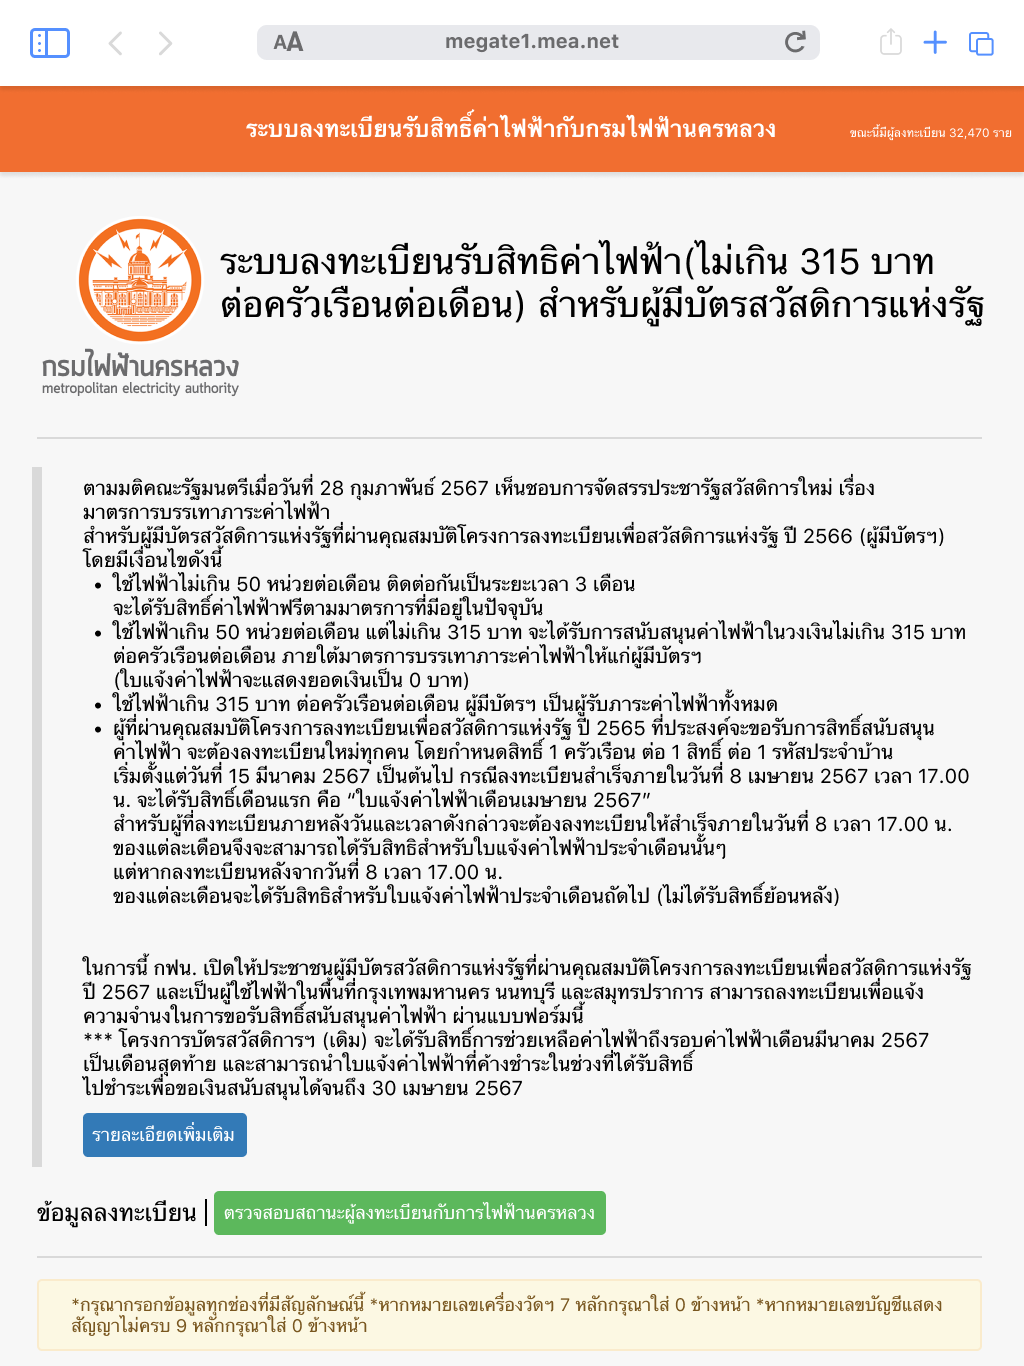 AA megate1.mea.net
ระบบลงทะเบียนรับสิทธิ์ค่าไฟฟ้ากับกรมไฟฟ้านครหลวง
ขณะนี้มีผู้ลงทะเบียน 32,470 ราย
ระบบลงทะเบียนรับสิทธิค่าไฟฟ้า(ไม่เกิน 315 บาท
ต่อครัวเรือนต่อเดือน) สำหรับผู้มีบัตรสวัสดิการแห่งรัฐ
กรมไฟฟ้านครหลวง
metropolitan electricity authority
ตามมติคณะรัฐมนตรีเมื่อวันที่ 28 กุมภาพันธ์ 2567 เห็นชอบการจัดสรรประชารัฐสวัสดิการใหม่ เรื่อง
มาตรการบรรเทาภาระค่าไฟฟ้า
สำหรับผู้มีบัตรสวัสดิการแห่งรัฐที่ผ่านคุณสมบัติโครงการลงทะเบียนเพื่อสวัสดิการแห่งรัฐ ปี 2566 (ผู้มีบัตรฯ)
โดยมีเงื่อนไขดังนี้
• ใช้ไฟฟ้าไม่เกิน 50 หน่วยต่อเดือน ติดต่อกันเป็นระยะเวลา 3 เดือน
จะได้รับสิทธิ์ค่าไฟฟ้าฟรีตามมาตรการที่มีอยู่ในปัจจุบัน
• ใช้ไฟฟ้าเกิน 50 หน่วยต่อเดือน แต่ไม่เกิน 315 บาท จะได้รับการสนับสนุนค่าไฟฟ้าในวงเงินไม่เกิน 315 บาท
ต่อครัวเรือนต่อเดือน ภายใต้มาตรการบรรเทาภาระค่าไฟฟ้าให้แก่ผู้มีบัตรฯ
(ใบแจ้งค่าไฟฟ้าจะแสดงยอดเงินเป็น 0 บาท)
• ใช้ไฟฟ้าเกิน 315 บาท ต่อครัวเรือนต่อเดือน ผู้มีบัตรฯ เป็นผู้รับภาระค่าไฟฟ้าทั้งหมด
• ผู้ที่ผ่านคุณสมบัติโครงการลงทะเบียนเพื่อสวัสดิการแห่งรัฐ ปี 2565 ที่ประสงค์จะขอรับการสิทธิ์สนับสนุน
ค่าไฟฟ้า จะต้องลงทะเบียนใหม่ทุกคน โดยกำหนดสิทธิ์ 1 ครัวเรือน ต่อ 1 สิทธิ์ ต่อ 1 รหัสประจำบ้าน
เริ่มตั้งแต่วันที่ 15 มีนาคม 2567 เป็นต้นไป กรณีลงทะเบียนสำเร็จภายในวันที่ 8 เมษายน 2567 เวลา 17.00
น. จะได้รับสิทธิ์เดือนแรก คือ “ใบแจ้งค่าไฟฟ้าเดือนเมษายน 2567”
สำหรับผู้ที่ลงทะเบียนภายหลังวันและเวลาดังกล่าวจะต้องลงทะเบียนให้สำเร็จภายในวันที่ 8 เวลา 17.00 น.
ของแต่ละเดือนจึงจะสามารถได้รับสิทธิสำหรับใบแจ้งค่าไฟฟ้าประจำเดือนนั้นๆ
แต่หากลงทะเบียนหลังจากวันที่ 8 เวลา 17.00 น.
ของแต่ละเดือนจะได้รับสิทธิสำหรับใบแจ้งค่าไฟฟ้าประจำเดือนถัดไป (ไม่ได้รับสิทธิ์ย้อนหลัง)
ในการนี้ กฟน. เปิดให้ประชาชนผู้มีบัตรสวัสดิการแห่งรัฐที่ผ่านคุณสมบัติโครงการลงทะเบียนเพื่อสวัสดิการแห่งรัฐ
ปี 2567 และเป็นผู้ใช้ไฟฟ้าในพื้นที่กรุงเทพมหานคร นนทบุรี และสมุทรปราการ สามารถลงทะเบียนเพื่อแจ้ง
ความจำนงในการขอรับสิทธิ์สนับสนุนค่าไฟฟ้า ผ่านแบบฟอร์มนี้
*** โครงการบัตรสวัสดิการฯ (เดิม) จะได้รับสิทธิ์การช่วยเหลือค่าไฟฟ้าถึงรอบค่าไฟฟ้าเดือนมีนาคม 2567
เป็นเดือนสุดท้าย และสามารถนำใบแจ้งค่าไฟฟ้าที่ค้างชำระในช่วงที่ได้รับสิทธิ์
ไปชำระเพื่อขอเงินสนับสนุนได้จนถึง 30 เมษายน 2567
รายละเอียดเพิ่มเติม
ข้อมูลลงทะเบียน | ตรวจสอบสถานะผู้ลงทะเบียนกับการไฟฟ้านครหลวง
*กรุณากรอกข้อมูลทุกช่องที่มีสัญลักษณ์นี้ *หากหมายเลขเครื่องวัดฯ 7 หลักกรุณาใส่ 0 ข้างหน้า *หากหมายเลขบัญชีแสดง
สัญญาไม่ครบ 9 หลักกรุณาใส่ 0 ข้างหน้า